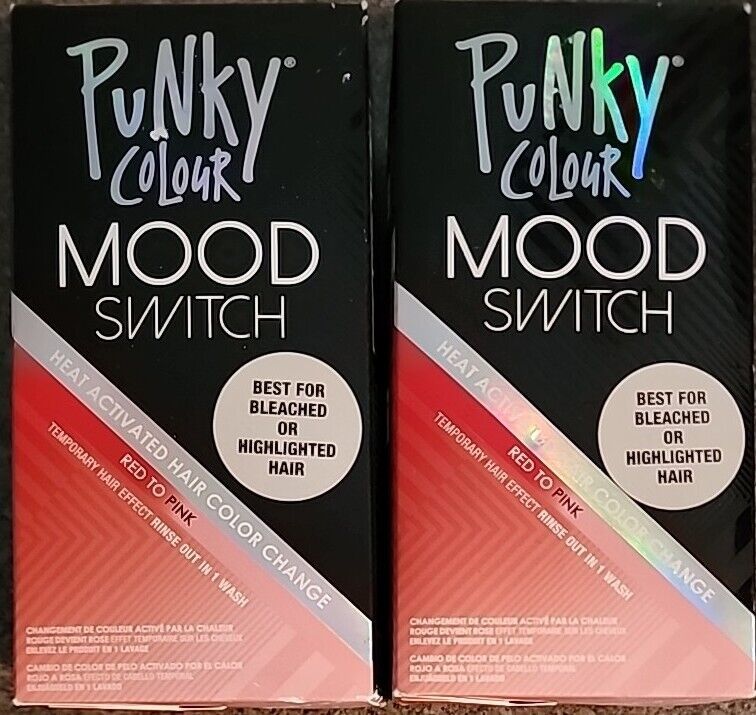 PUNKY®
COLOUR
MOOD
SWITCH
BEST FOR
BLEACHED
OR
HIGHLIGHTED
HAIR
HEAT ACTIVATED HAIR COLOR CHANGE
RED TO PINK
TEMPORARY HAIR EFFECT RINSE OUT IN 1 WASH
CHANGEMENT DE COULEUR ACTIVÉ PAR LA CHALEUR
ROUGE DEVIENT ROSE EFFET TEMPORAIRE SUR LES CHEVEUX
ENLEVEZ LE PRODUIT EN 1 LAVAGE
CAMBIO DE COLOR DE PELO ACTIVADO POR EL CALOR
ROJO A ROSA EFECTO DE CABELLO TEMPORAL
ENJUÁGUELO EN 1 LAVADO
PUNKY®
COLOUR
MOOD
SWITCH
BEST FOR
BLEACHED
OR
HIGHLIGHTED
HAIR
HEAT ACTIVATED HAIR COLOR CHANGE
RED TO PINK
TEMPORARY HAIR EFFECT RINSE OUT IN 1 WASH
CHANGEMENT DE COULEUR ACTIVÉ PAR LA CHALEUR
ROUGE DEVIENT ROSE EFFET TEMPORAIRE SUR LES CHEVEUX
ENLEVEZ LE PRODUIT EN 1 LAVAGE
CAMBIO DE COLOR DE PELO ACTIVADO POR EL CALOR
ROJO A ROSA EFECTO DE CABELLO TEMPORAL
ENJUÁGUELO EN 1 LAVADO